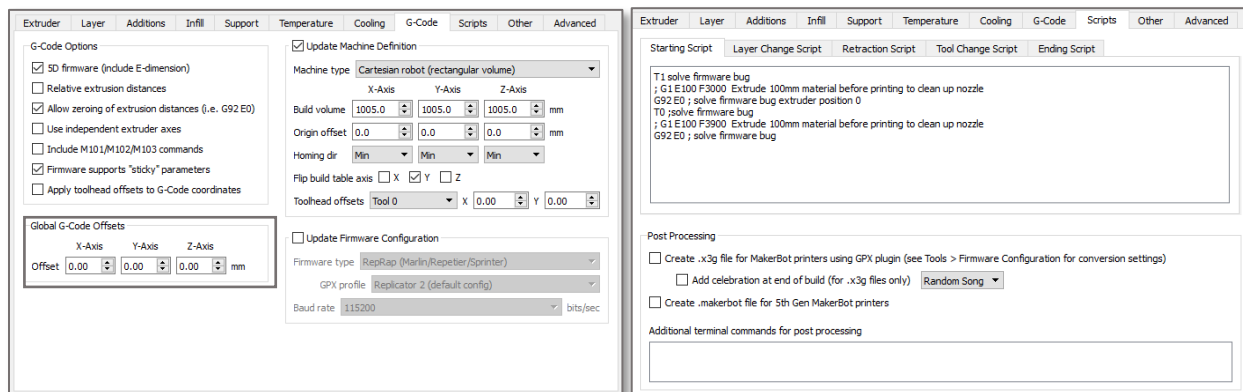 Extruder Layer Additions Infill Support Temperature Cooling G-Code Scripts Other Advanced
G-Code Options
5D firmware (include E-dimension)
Relative extrusion distances
Allow zeroing of extrusion distances (i.e. G92 E0)
Use independent extruder axes
Include M101/M102/M103 commands
Firmware supports "sticky" parameters
Apply toolhead offsets to G-Code coordinates
Global G-Code Offsets
X-Axis Y-Axis Z-Axis
Offset 0.00 0.00 0.00 mm
Update Machine Definition
Machine type Cartesian robot (rectangular volume)
X-Axis Y-Axis Z-Axis
Build volume 1005.0 1005.0 1005.0 mm
Origin offset 0.0 0.0 0.0 mm
Homing dir Min Min Min
Flip build table axis X Y Z
Toolhead offsets Tool 0 X 0.00 Y 0.00
Update Firmware Configuration
Firmware type RepRap (Marlin/Repetier/Sprinter)
GPX profile Replicator 2 (default config)
Baud rate 115200 bits/sec
Extruder Layer Additions Infill Support Temperature Cooling G-Code Scripts Other Advanced
Starting Script Layer Change Script Retraction Script Tool Change Script Ending Script
T1 solve firmware bug
; G1 E100 F3000 Extrude 100mm material before printing to clean up nozzle
G92 E0 ; solve firmware bug extruder position 0
T0 ;solve firmware bug
; G1 E100 F3900 Extrude 100mm material before printing to clean up nozzle
G92 E0 ; solve firmware bug
Post Processing
Create .x3g file for MakerBot printers using GPX plugin (see Tools > Firmware Configuration for conversion settings)
Add celebration at end of build (for .x3g files only) Random Song
Create .makerbot file for 5th Gen MakerBot printers
Additional terminal commands for post processing